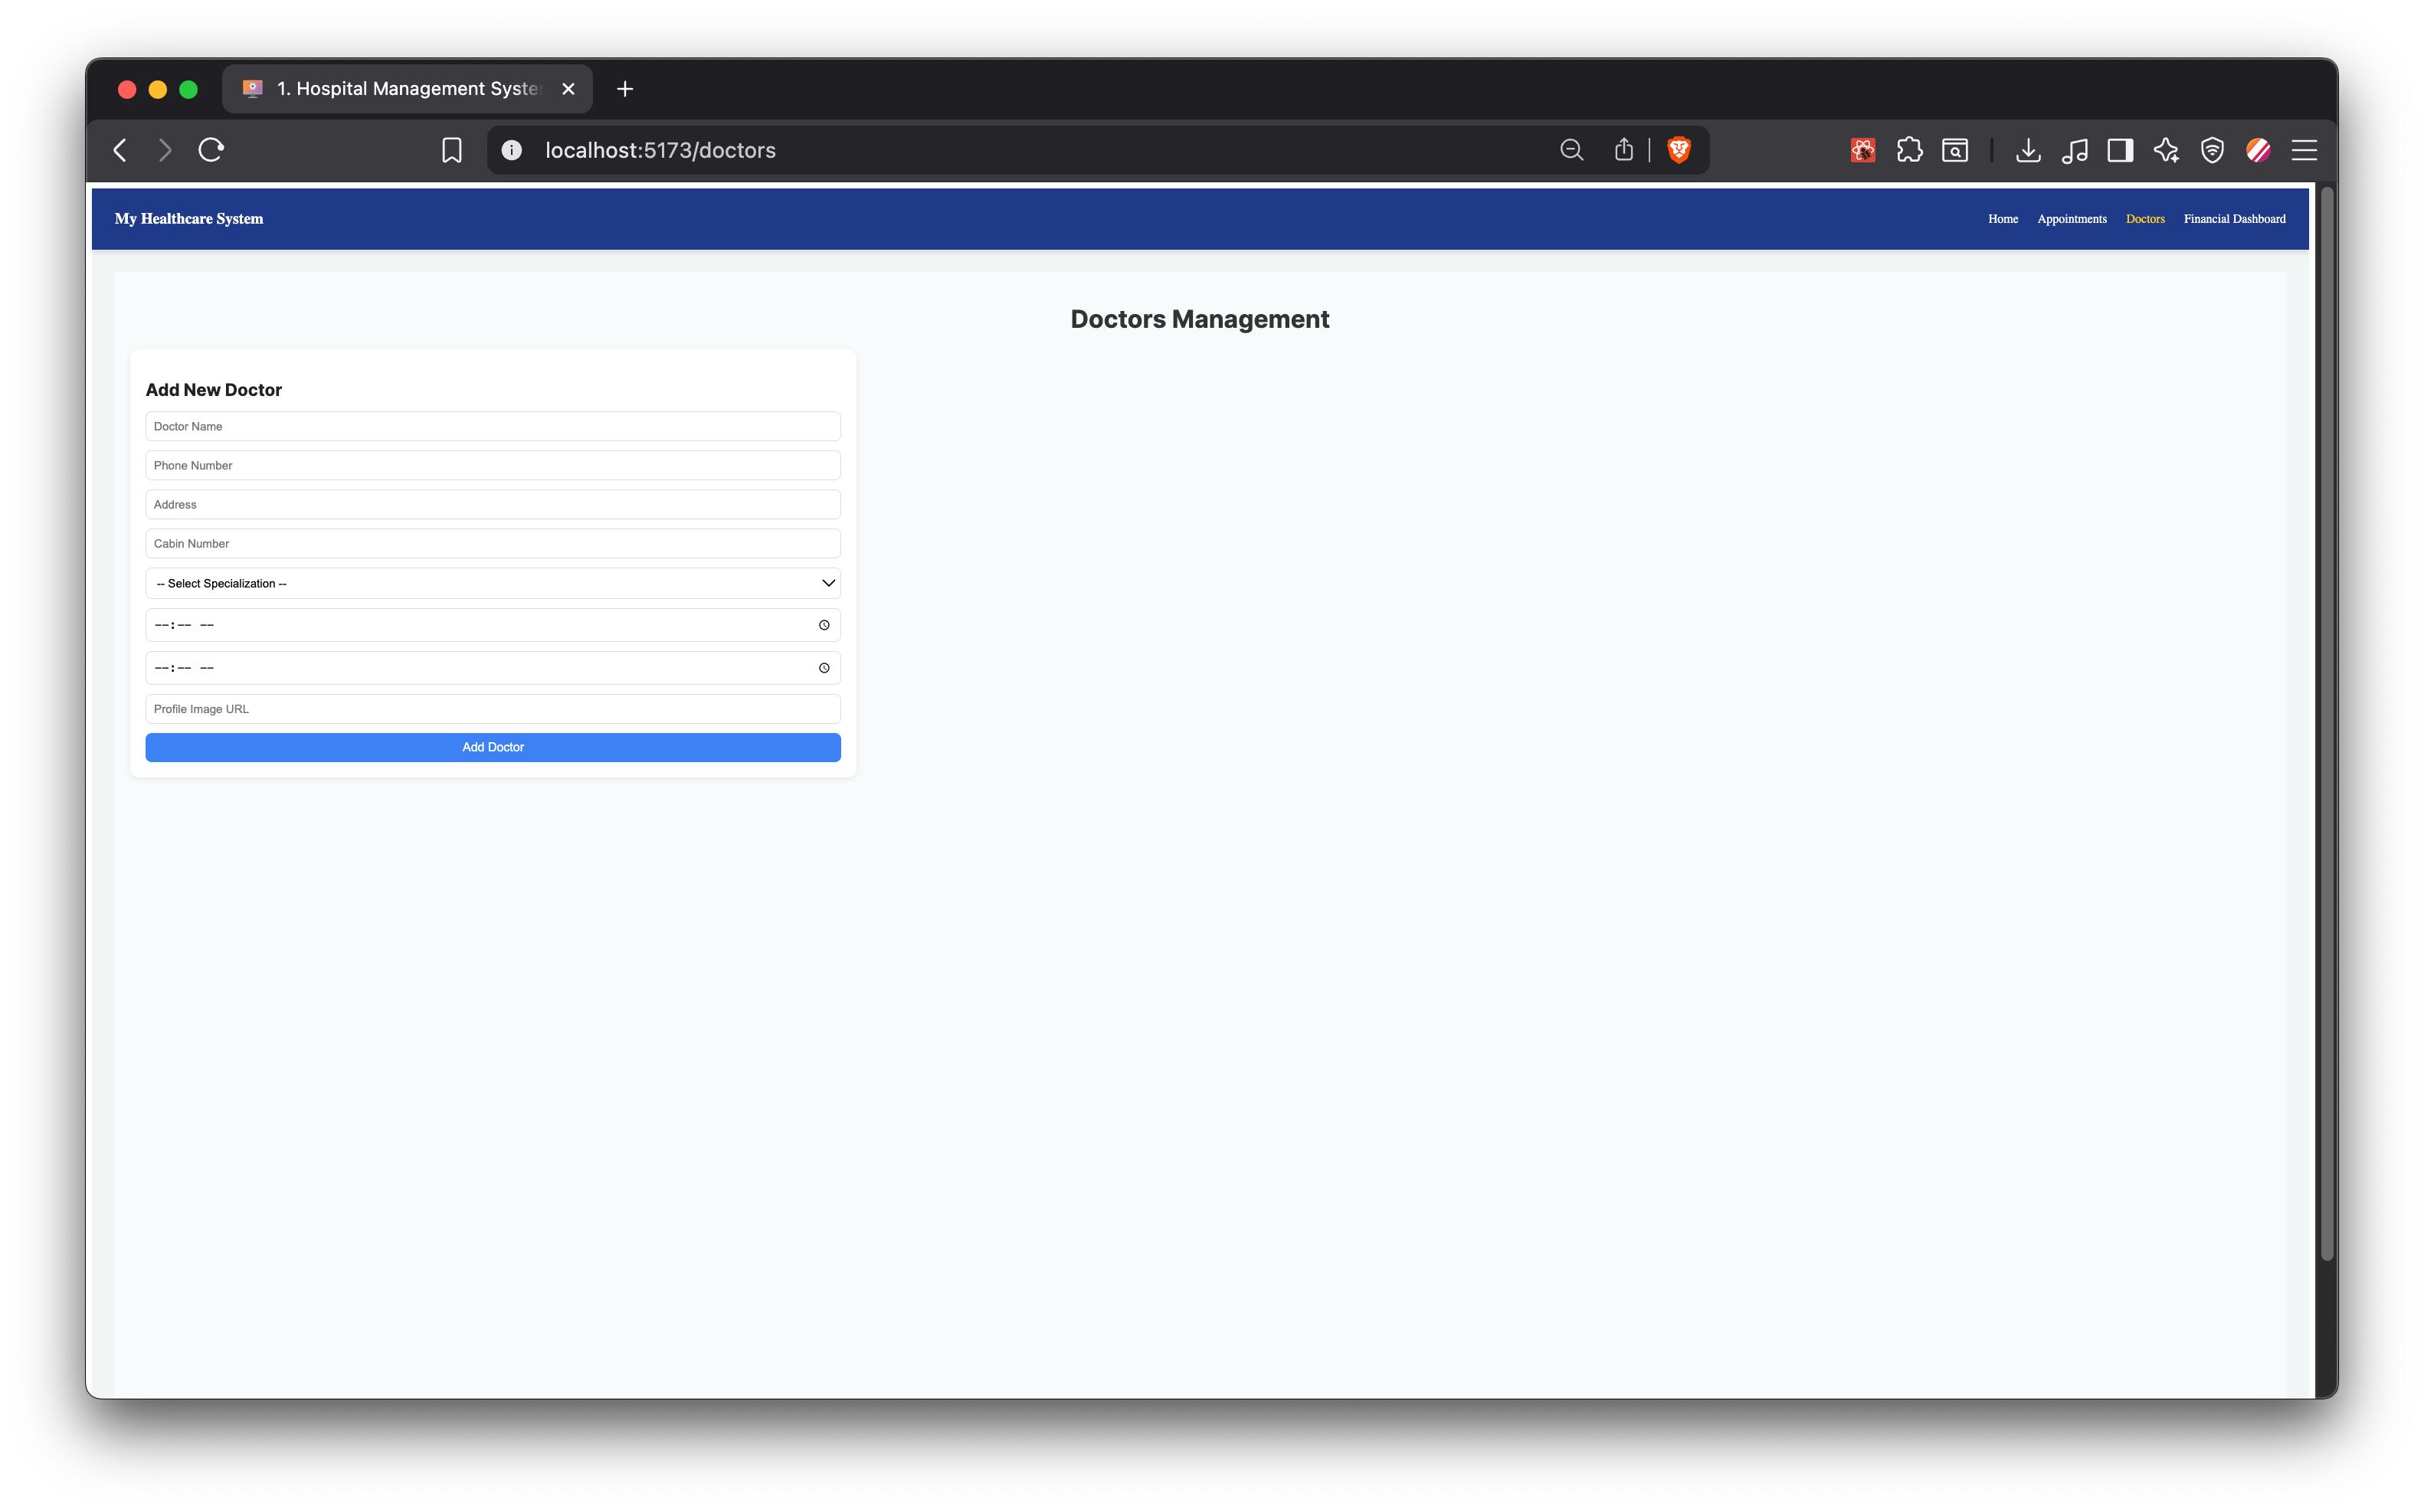 1. Hospital Management Syste
localhost:5173/doctors
My Healthcare System
Home Appointments Doctors Financial Dashboard
Doctors Management
Add New Doctor
Doctor Name
Phone Number
Address
Cabin Number
-- Select Specialization --
--:-- --
--:-- --
Profile Image URL
Add Doctor